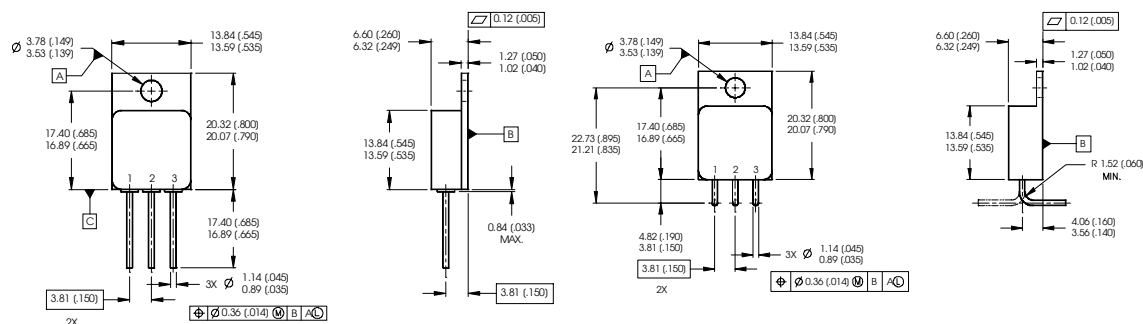 ⏥ 0.12 (.005)
6.60 (.260)
6.32 (.249)
13.84 (.545)
13.59 (.535)
Ø 3.78 (.149)
3.53 (.139)
1.27 (.050)
1.02 (.040)
A
17.40 (.685)
16.89 (.665)
20.32 (.800)
20.07 (.790)
13.84 (.545)
13.59 (.535)
B
1 2 3
C
17.40 (.685)
16.89 (.665)
0.84 (.033)
MAX.
3X Ø 1.14 (.045)
0.89 (.035)
3.81 (.150)
2X
⌖ Ø 0.36 (.014) Ⓜ B A Ⓛ
3.81 (.150)
⏥ 0.12 (.005)
6.60 (.260)
6.32 (.249)
13.84 (.545)
13.59 (.535)
Ø 3.78 (.149)
3.53 (.139)
1.27 (.050)
1.02 (.040)
A
22.73 (.895)
21.21 (.835)
17.40 (.685)
16.89 (.665)
20.32 (.800)
20.07 (.790)
13.84 (.545)
13.59 (.535)
B
R 1.52 (.060)
MIN.
1 2 3
4.82 (.190)
3.81 (.150)
4.06 (.160)
3.56 (.140)
3X Ø 1.14 (.045)
0.89 (.035)
3.81 (.150)
2X
⌖ Ø 0.36 (.014) Ⓜ B A Ⓛ